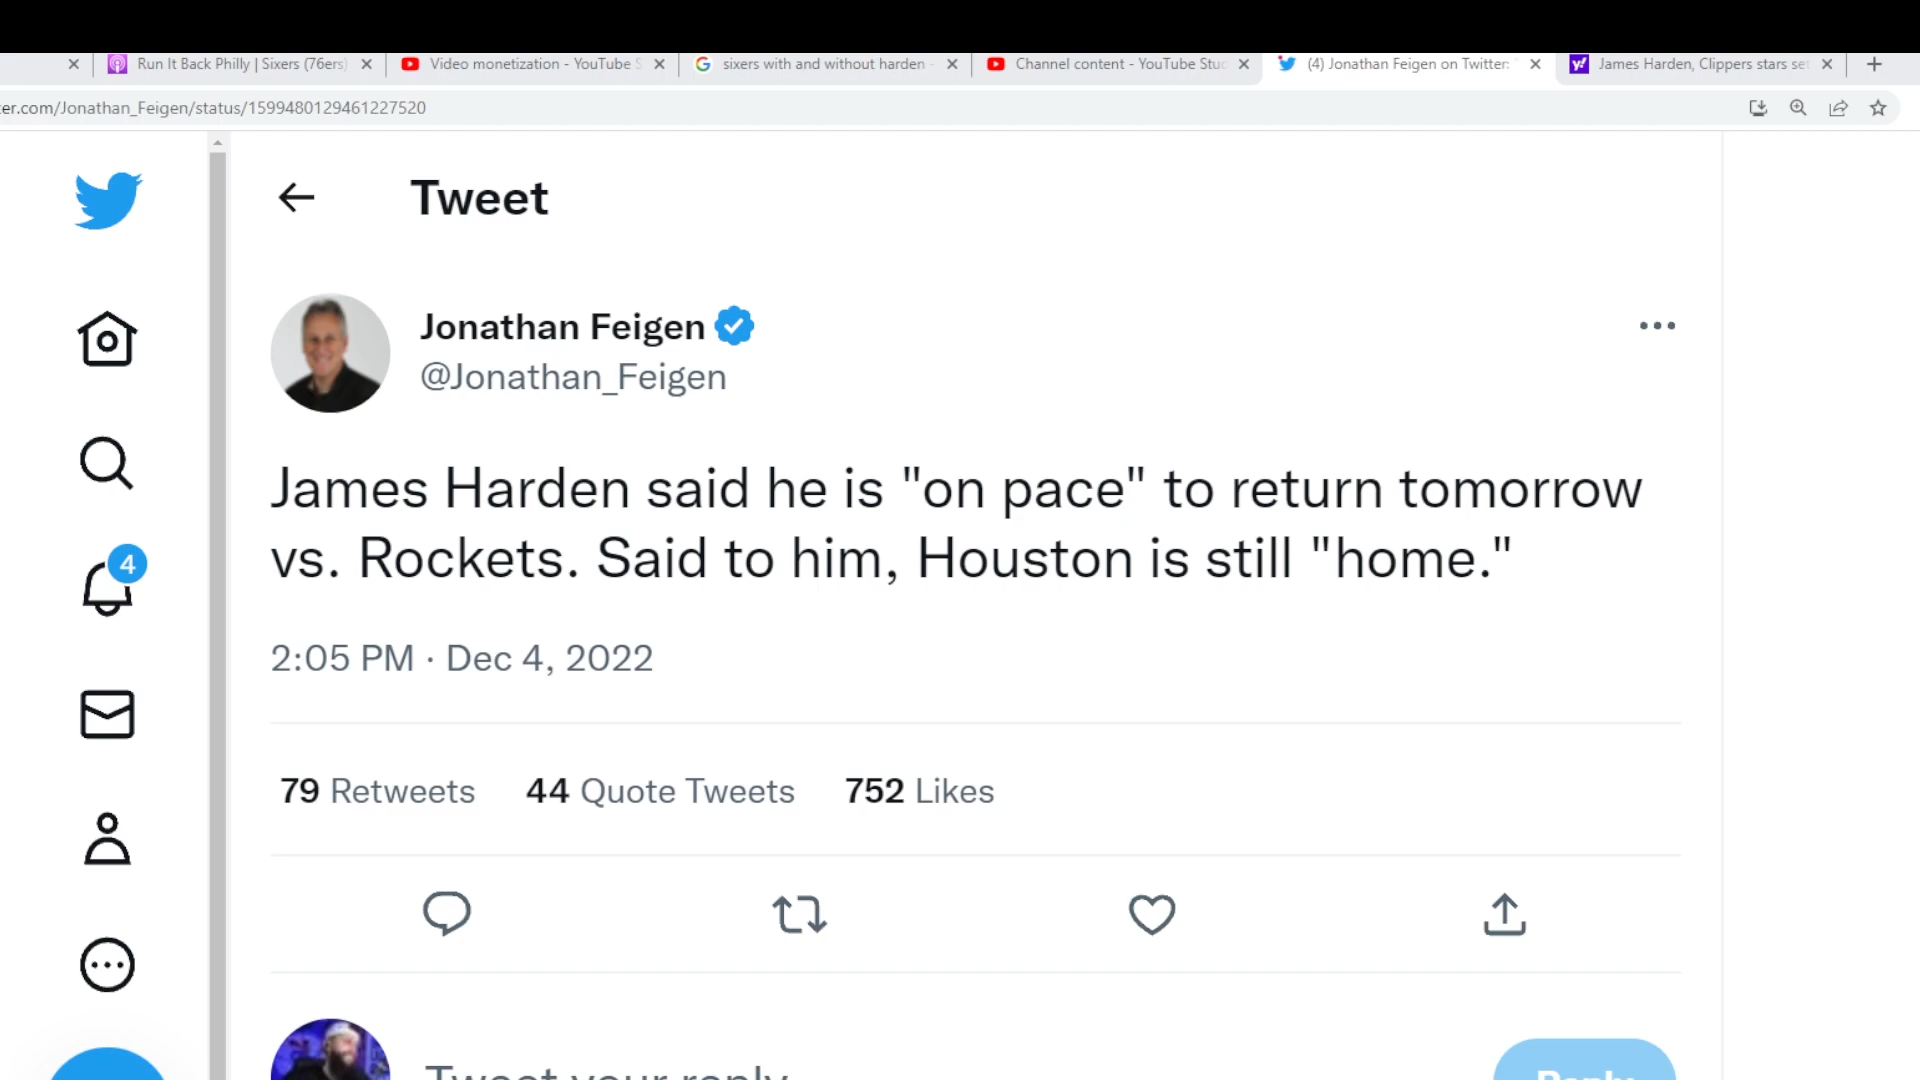 Run It Back Philly | Sixers (76ers)
Video monetization - YouTube S
sixers with and without harden -
Channel content - YouTube Stu
(4) Jonathan Feigen on Twitter: "
James Harden, Clippers stars set
er.com/Jonathan_Feigen/status/1599480129461227520
Tweet
Jonathan Feigen
@Jonathan_Feigen
James Harden said he is "on pace" to return tomorrow
vs. Rockets. Said to him, Houston is still "home."
4
2:05 PM · Dec 4, 2022
79 Retweets 44 Quote Tweets 752 Likes
Tweet your reply
Reply